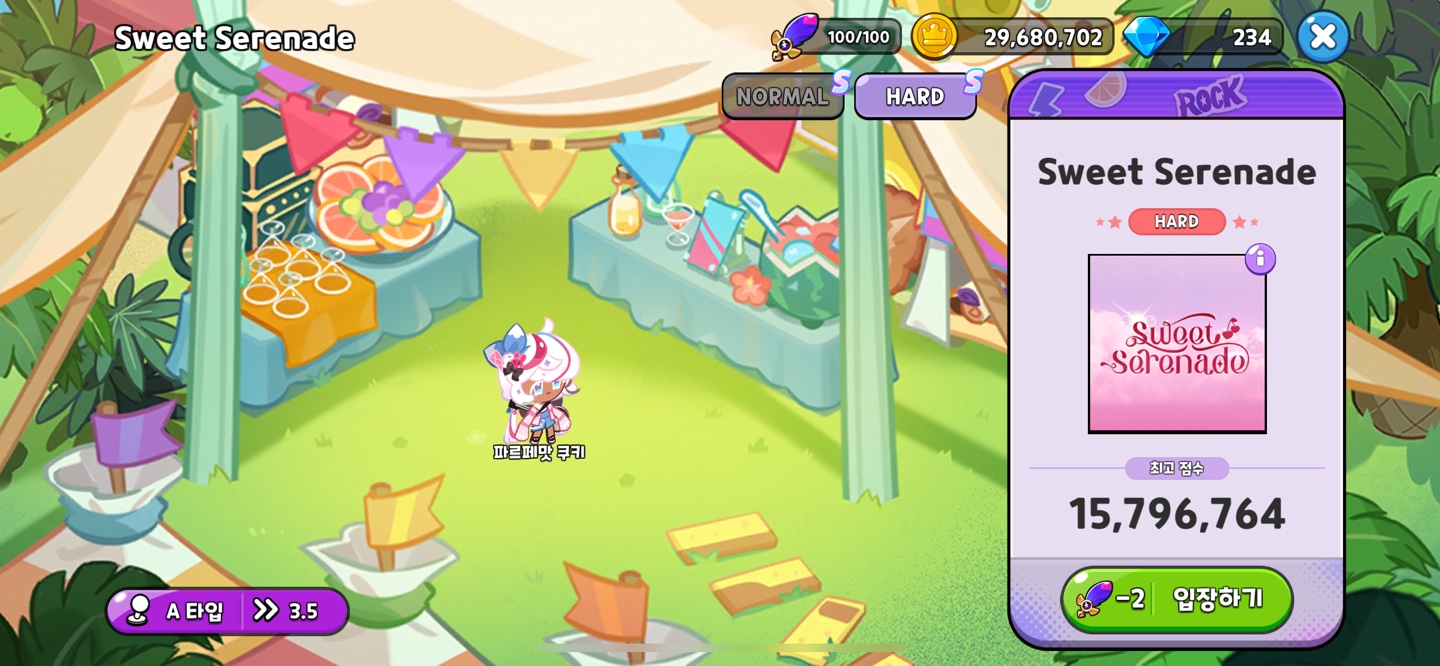 Sweet Serenade
100/100
29,680,702
234
NORMAL
S
HARD
S
ROCK
Sweet Serenade
HARD
i
Sweet
Serenade
최고 점수
15,796,764
-2
입장하기
파르페맛 쿠키
A 타입
3.5